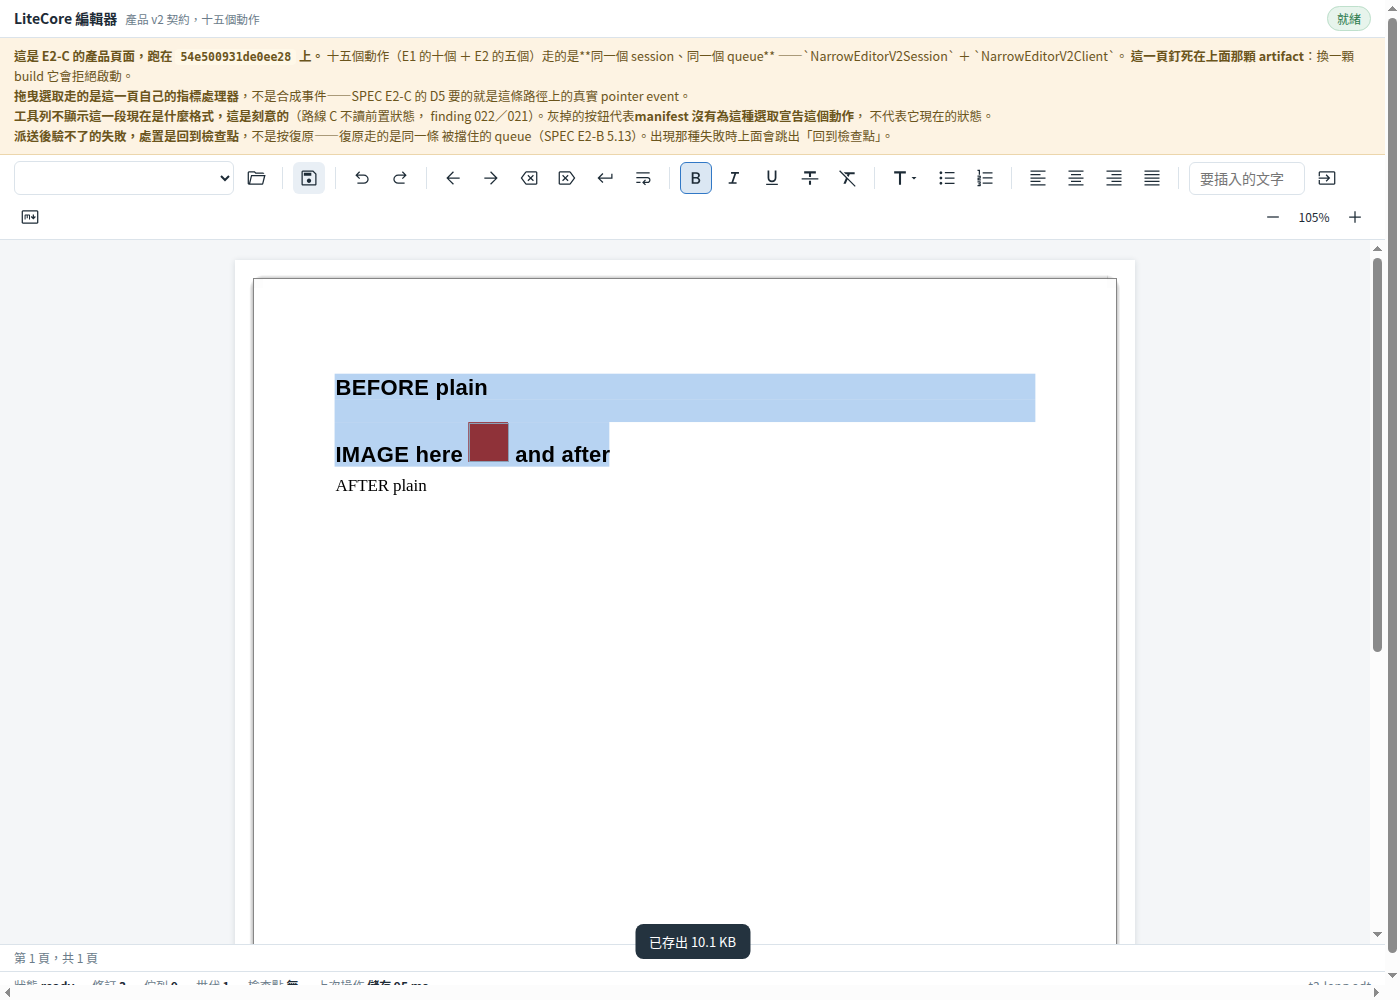 LiteCore 編輯器 產品 v2 契約，十五個動作
就緒
這是 E2-C 的產品頁面，跑在 54e500931de0ee28 上。 十五個動作（E1 的十個 ＋ E2 的五個）走的是**同一個 session、同一個 queue** ——`NarrowEditorV2Session` ＋ `NarrowEditorV2Client`。 這一頁釘死在上面那顆 artifact：換一顆
build 它會拒絕啟動。
拖曳選取走的是這一頁自己的指標處理器，不是合成事件——SPEC E2-C 的 D5 要的就是這條路徑上的真實 pointer event。
工具列不顯示這一段現在是什麼格式，這是刻意的（路線 C 不讀前置狀態， finding 022／021）。灰掉的按鈕代表manifest 沒有為這種選取宣告這個動作， 不代表它現在的狀態。
派送後驗不了的失敗，處置是回到檢查點，不是按復原——復原走的是同一條 被擋住的 queue（SPEC E2-B 5.13）。出現那種失敗時上面會跳出「回到檢查點」。
B I U T T 要插入的文字
105%
BEFORE plain
IMAGE here and after
AFTER plain
已存出 10.1 KB
第 1 頁，共 1 頁